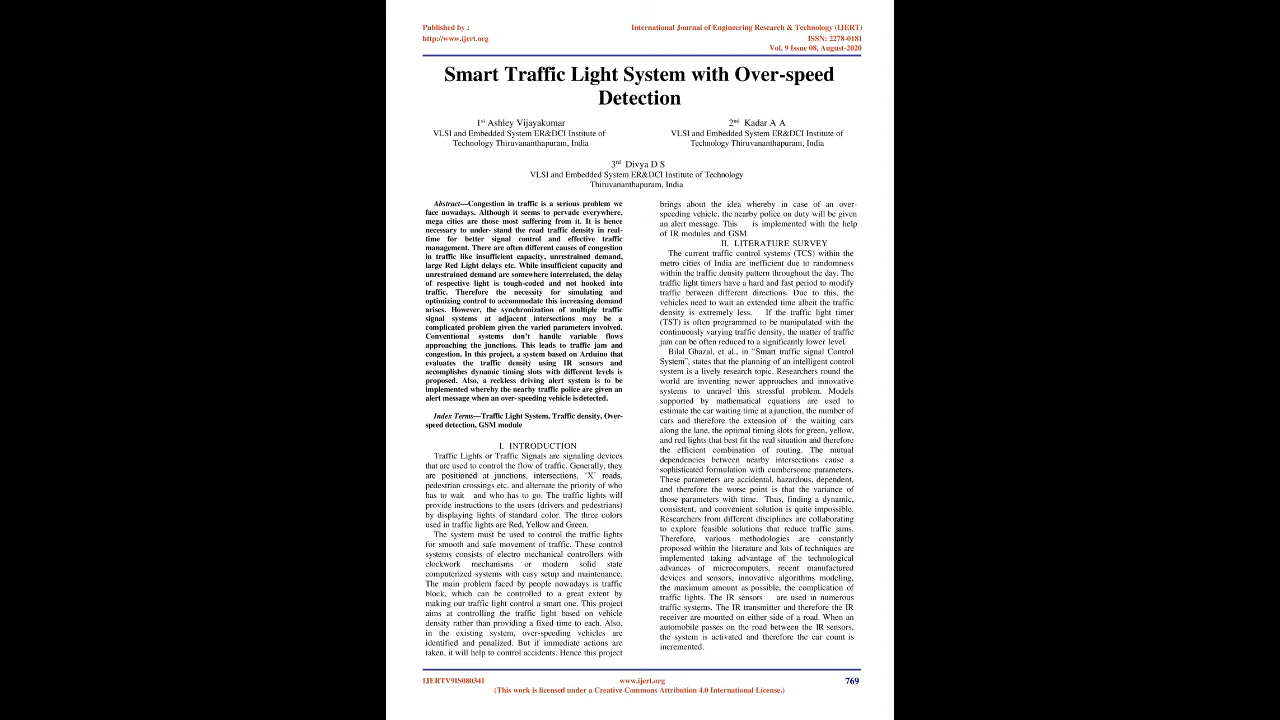 Published by :
http://www.ijert.org
International Journal of Engineering Research & Technology (IJERT)
ISSN: 2278-0181
Vol. 9 Issue 08, August-2020
Smart Traffic Light System with Over-speed
Detection
1st Ashley Vijayakumar
VLSI and Embedded System ER&DCI Institute of
Technology Thiruvananthapuram, India
2nd Kadar A A
VLSI and Embedded System ER&DCI Institute of
Technology Thiruvananthapuram, India
3rd Divya D S
VLSI and Embedded System ER&DCI Institute of Technology
Thiruvananthapuram, India
Abstract—Congestion in traffic is a serious problem we
face nowadays. Although it seems to pervade everywhere,
mega cities are those most suffering from it. It is hence
necessary to under- stand the road traffic density in real-
time for better signal control and effective traffic
management. There are often different causes of congestion
in traffic like insufficient capacity, unrestrained demand,
large Red Light delays etc. While insufficient capacity and
unrestrained demand are somewhere interrelated, the delay
of respective light is tough-coded and not hooked into
traffic. Therefore the necessity for simulating and
optimizing control to accommodate this increasing demand
arises. However, the synchronization of multiple traffic
signal systems at adjacent intersections may be a
complicated problem given the varied parameters involved.
Conventional systems don't handle variable flows
approaching the junctions. This leads to traffic jam and
congestion. In this project, a system based on Arduino that
evaluates the traffic density using IR sensors and
accomplishes dynamic timing slots with different levels is
proposed. Also, a reckless driving alert system is to be
implemented whereby the nearby traffic police are given an
alert message when an over- speeding vehicle is detected.
Index Terms—Traffic Light System, Traffic density, Over-
speed detection, GSM module
I. INTRODUCTION
Traffic Lights or Traffic Signals are signaling devices
that are used to control the flow of traffic. Generally, they
are positioned at junctions, intersections, ‘X’ roads,
pedestrian crossings etc. and alternate the priority of who
has to wait and who has to go. The traffic lights will
provide instructions to the users (drivers and pedestrians)
by displaying lights of standard color. The three colors
used in traffic lights are Red, Yellow and Green.
The system must be used to control the traffic lights
for smooth and safe movement of traffic. These control
systems consists of electro mechanical controllers with
clockwork mechanisms or modern solid state
computerized systems with easy setup and maintenance.
The main problem faced by people nowadays is traffic
block, which can be controlled to a great extent by
making our traffic light control a smart one. This project
aims at controlling the traffic light based on vehicle
density rather than providing a fixed time to each. Also,
in the existing system, over-speeding vehicles are
identified and penalized. But if immediate actions are
taken, it will help to control accidents. Hence this project
brings about the idea whereby in case of an over-
speeding vehicle, the nearby police on duty will be given
an alert message. This is implemented with the help
of IR modules and GSM.
II. LITERATURE SURVEY
The current traffic control systems (TCS) within the
metro cities of India are inefficient due to randomness
within the traffic density pattern throughout the day. The
traffic light timers have a hard and fast period to modify
traffic between different directions. Due to this, the
vehicles need to wait an extended time albeit the traffic
density is extremely less. If the traffic light timer
(TST) is often programmed to be manipulated with the
continuously varying traffic density, the matter of traffic
jam can be often reduced to a significantly lower level.
Bilal Ghazal, et al., in “Smart traffic signal Control
System”, states that the planning of an intelligent control
system is a lively research topic. Researchers round the
world are inventing newer approaches and innovative
systems to unravel this stressful problem. Models
supported by mathematical equations are used to
estimate the car waiting time at a junction, the number of
cars and therefore the extension of the waiting cars
along the lane, the optimal timing slots for green, yellow,
and red lights that best fit the real situation and therefore
the efficient combination of routing. The mutual
dependencies between nearby intersections cause a
sophisticated formulation with cumbersome parameters.
These parameters are accidental, hazardous, dependent,
and therefore the worse point is that the variance of
those parameters with time. Thus, finding a dynamic,
consistent, and convenient solution is quite impossible.
Researchers from different disciplines are collaborating
to explore feasible solutions that reduce traffic jams.
Therefore, various methodologies are constantly
proposed within the literature and lots of techniques are
implemented taking advantage of the technological
advances of microcomputers, recent manufactured
devices and sensors, innovative algorithms modeling,
the maximum amount as possible, the complication of
traffic lights. The IR sensors are used in numerous
traffic systems. The IR transmitter and therefore the IR
receiver are mounted on either side of a road. When an
automobile passes on the road between the IR sensors,
the system is activated and therefore the car count is
incremented.
IJERTV9IS080341
www.ijert.org
769
(This work is licensed under a Creative Commons Attribution 4.0 International License.)